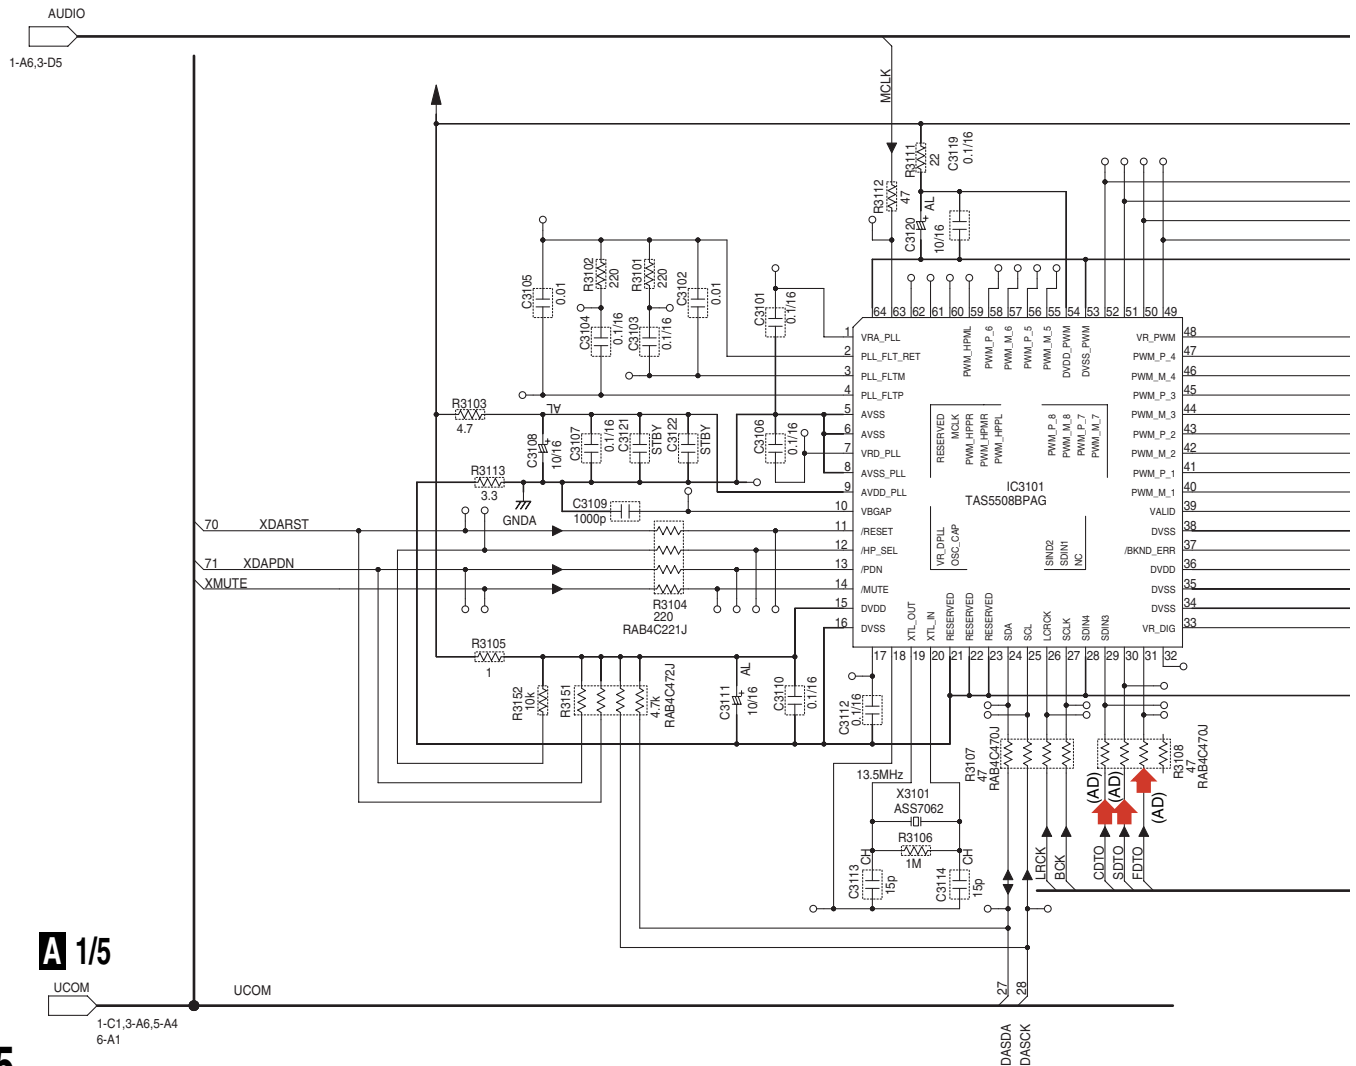 AUDIO
1-A6,3-D5
MCLK
R3111
22
C3119
0.1/16
R3112
47
C3120
10/16
AL
C3105
0.01
R3102
220
R3101
220
C3102
0.01
C3104
0.1/16
C3103
0.1/16
C3101
0.1/16
64 63 62 61 60 59 58 57 56 55 54 53 52 51 50 49
1 VRA_PLL
2 PLL_FLT_RET
3 PLL_FLTM
4 PLL_FLTP
5 AVSS
6 AVSS
7 VRD_PLL
8 AVSS_PLL
9 AVDD_PLL
10 VBGAP
11 /RESET
12 /HP_SEL
13 /PDN
14 /MUTE
15 DVDD
16 DVSS
PWM_HPML
PWM_P_6
PWM_M_6
PWM_P_5
PWM_M_5
DVDD_PWM
DVSS_PWM
RESERVED
MCLK
PWM_HPPR
PWM_HPMR
PWM_HPPL
PWM_P_8
PWM_M_8
PWM_P_7
PWM_M_7
VR_PWM 48
PWM_P_4 47
PWM_M_4 46
PWM_P_3 45
PWM_M_3 44
PWM_P_2 43
PWM_M_2 42
PWM_P_1 41
PWM_M_1 40
VALID 39
DVSS 38
/BKND_ERR 37
DVDD 36
DVSS 35
DVSS 34
VR_DIG 33
IC3101
TAS5508BPAG
VR_DPLL
OSC_CAP
SIND2
SDIN1
NC
XTL_OUT
XTL_IN
RESERVED
RESERVED
RESERVED
SDA
SCL
LCRCK
SCLK
SDIN4
SDIN3
17 18 19 20 21 22 23 24 25 26 27 28 29 30 31 32
R3103
4.7
AL
C3108
10/16
C3107
0.1/16
C3121
STBY
C3122
STBY
C3106
0.1/16
R3113
3.3
GNDA
C3109
1000p
70 XDARST
71 XDAPDN
XMUTE
R3104
220
RAB4C221J
R3105
1
R3152
10k
R3151
4.7k
RAB4C472J
C3111
10/16
AL
C3110
0.1/16
C3112
0.1/16
13.5MHz
X3101
ASS7062
R3106
1M
C3113
15p
CH
C3114
15p
CH
R3107
47
RAB4C470J
R3108
47
RAB4C470J
(AD)
(AD)
(AD)
LRCK
BCK
CDTO
SDTO
FDTO
A 1/5
UCOM
1-C1,3-A6,5-A4
6-A1
UCOM
27
28
DASDA
DASCK
5